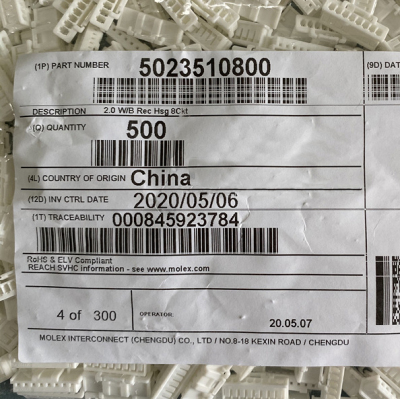 (1P) PART NUMBER 5023510800 (9D) DAT
DESCRIPTION 2.0 W/B Rec Hsg 8Ckt
(Q) QUANTITY 500
(4L) COUNTRY OF ORIGIN China
(12D) INV CTRL DATE 2020/05/06
(1T) TRACEABILITY 000845923784
RoHS & ELV Compliant
REACH SVHC Information - see www.molex.com
4 of 300 OPERATOR: 20.05.07
MOLEX INTERCONNECT (CHENGDU) CO., LTD / NO.8-18 KEXIN ROAD / CHENGDU